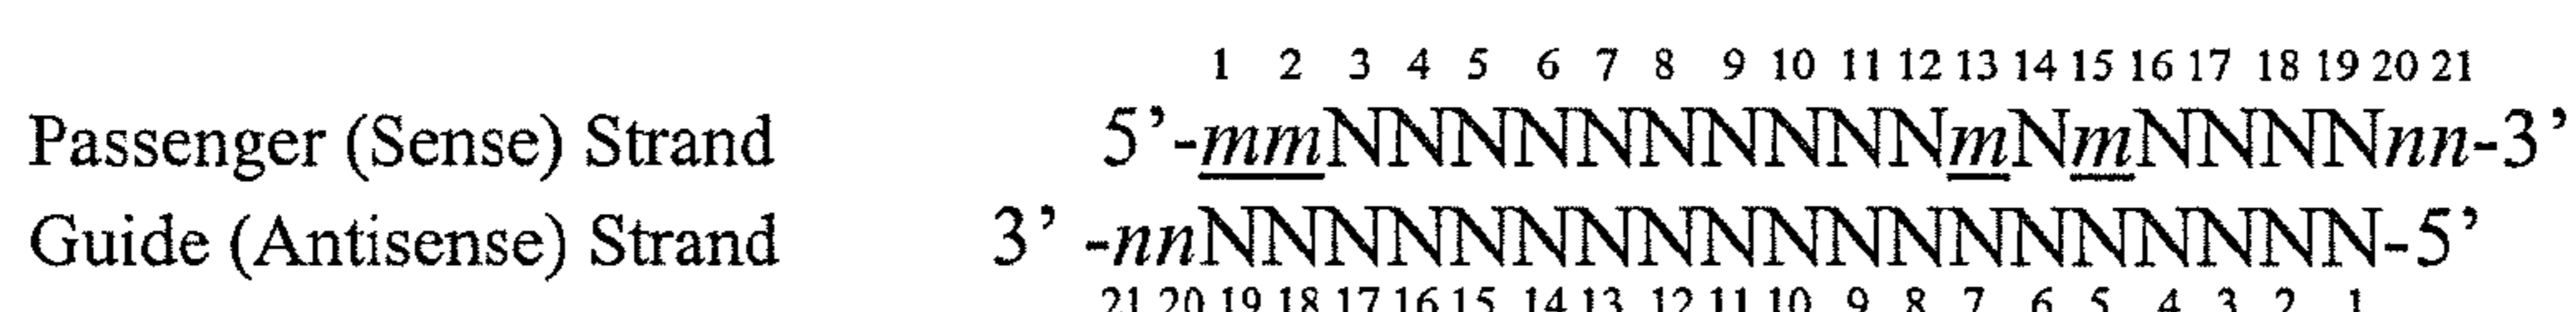 1 2 3 4 5 6 7 8 9 10 11 12 13 14 15 16 17 18 19 20 21
Passenger (Sense) Strand 5’-mmNNNNNNNNNNmNmNNNNnn-3’
Guide (Antisense) Strand 3’ -nnNNNNNNNNNNNNNNNNNNN-5’
21 20 19 18 17 16 15 14 13 12 11 10 9 8 7 6 5 4 3 2 1